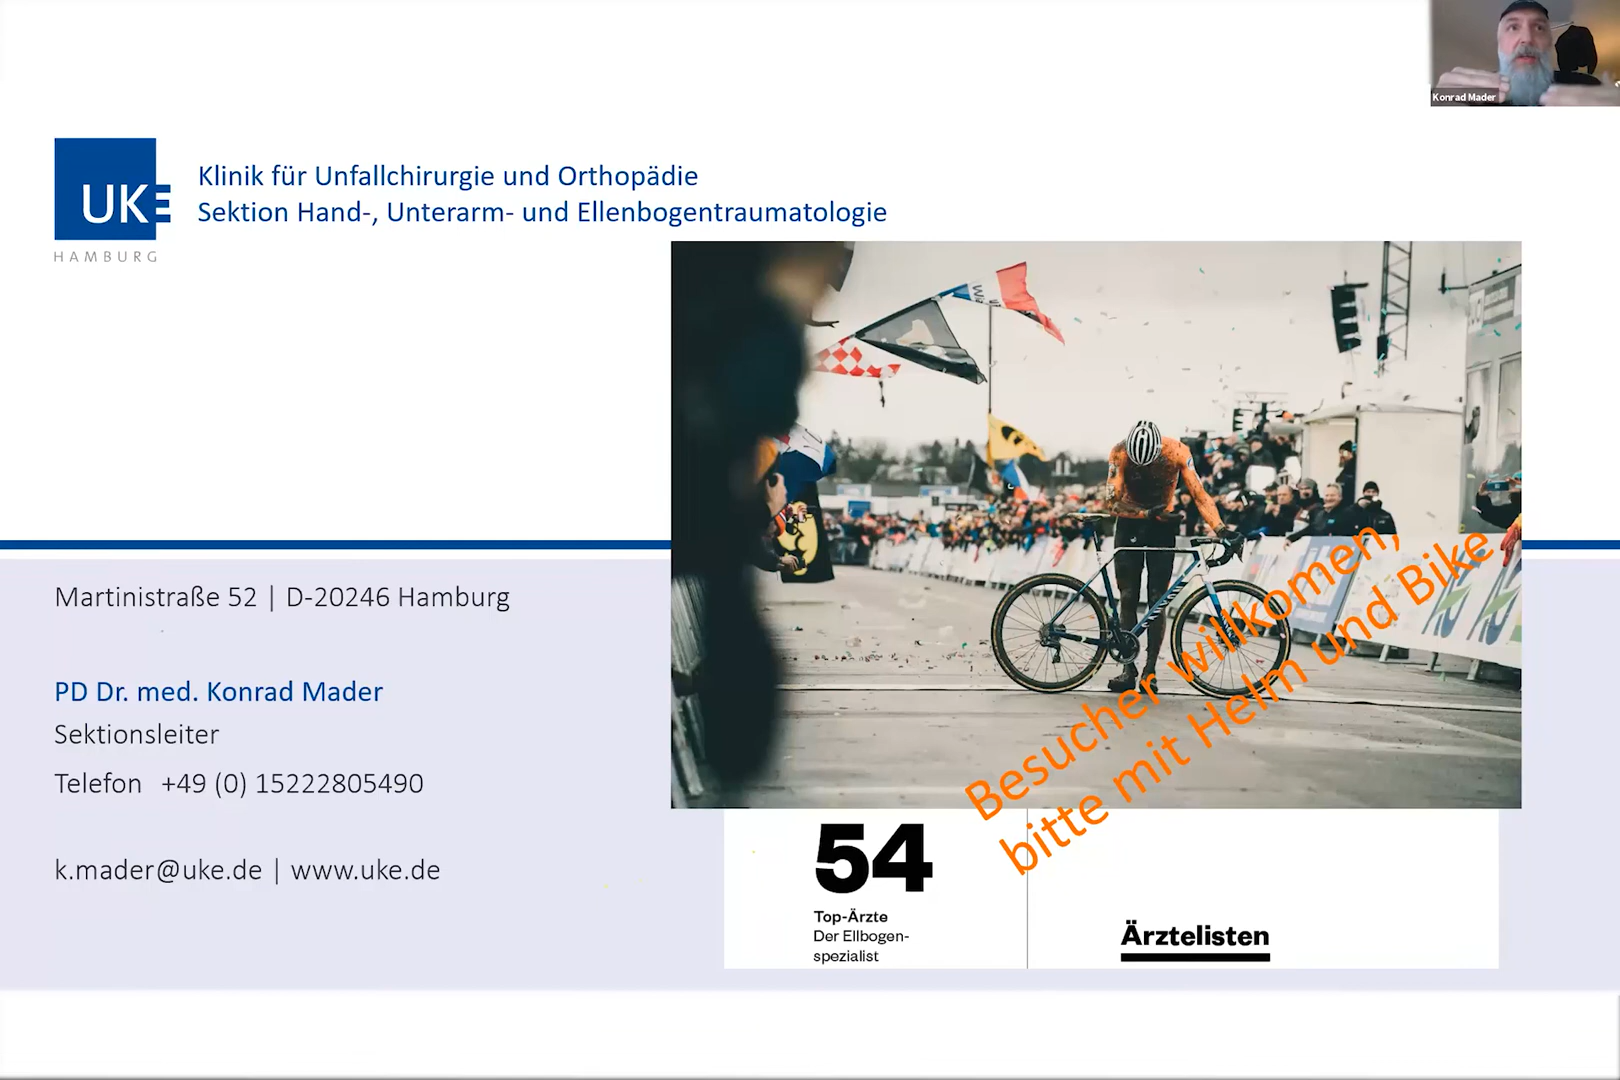 Konrad Mader
UKE
HAMBURG
Klinik für Unfallchirurgie und Orthopädie
Sektion Hand-, Unterarm- und Ellenbogentraumatologie
Besucher willkomen,
bitte mit Helm und Bike
Martinistraße 52 | D-20246 Hamburg
PD Dr. med. Konrad Mader
Sektionsleiter
Telefon +49 (0) 15222805490
k.mader@uke.de | www.uke.de
54
Top-Ärzte
Der Ellbogen-
spezialist
Ärztelisten